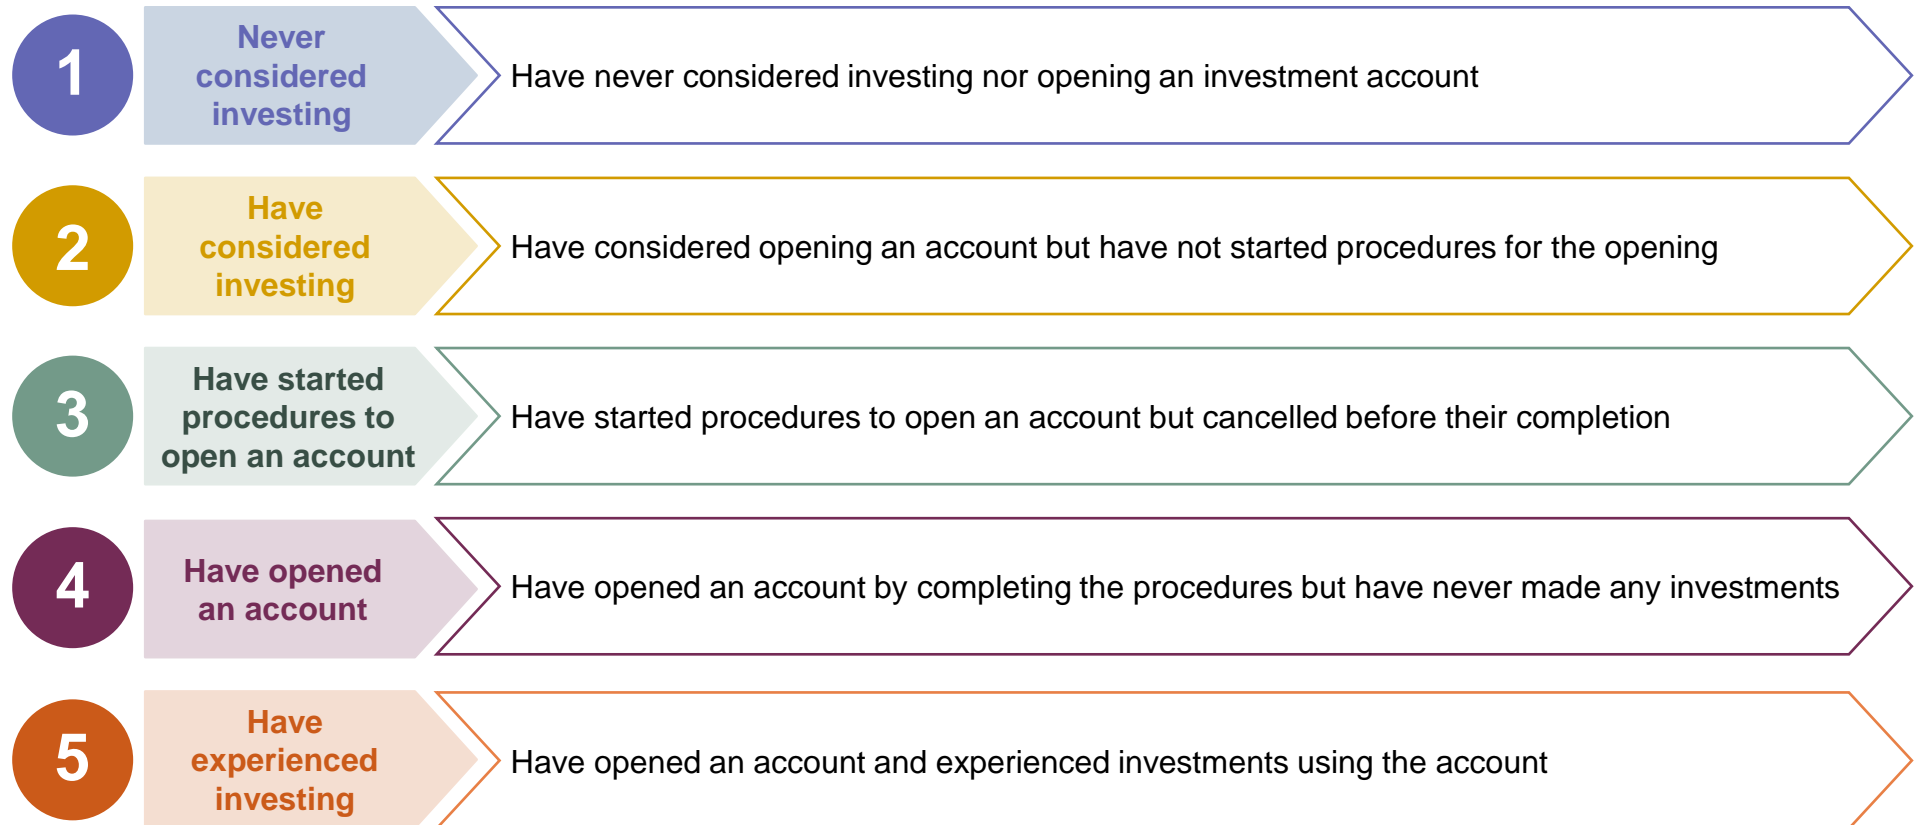 1
Never
considered
investing
Have never considered investing nor opening an investment account
2
Have
considered
investing
Have considered opening an account but have not started procedures for the opening
3
Have started
procedures to
open an account
Have started procedures to open an account but cancelled before their completion
4
Have opened
an account
Have opened an account by completing the procedures but have never made any investments
5
Have
experienced
investing
Have opened an account and experienced investments using the account